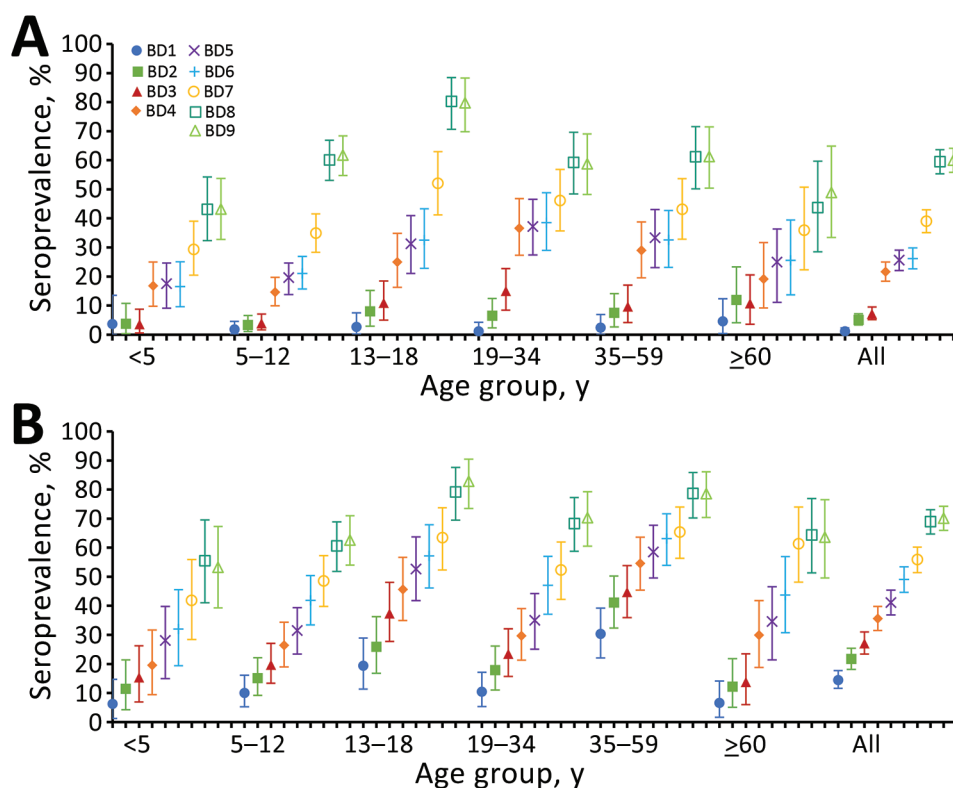 A
100
90
80
70
60
50
40
30
20
10
0
Seroprevalence, %
BD1 BD5
BD2 BD6
BD3 BD7
BD4 BD8
BD9
<5 5–12 13–18 19–34 35–59 ≥60 All
Age group, y
B
100
90
80
70
60
50
40
30
20
10
0
Seroprevalence, %
<5 5–12 13–18 19–34 35–59 ≥60 All
Age group, y